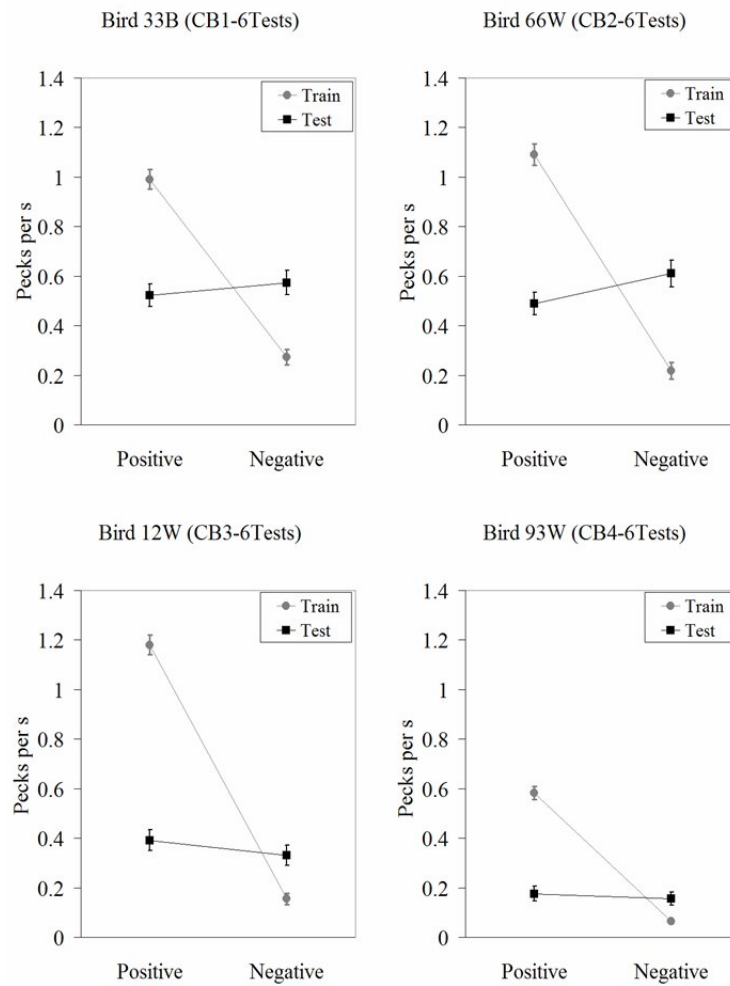 Bird 33B (CB1-6Tests)
1.4
1.2
1
0.8
0.6
0.4
0.2
0
Pecks per s
Train
Test
Positive Negative
Bird 66W (CB2-6Tests)
1.4
1.2
1
0.8
0.6
0.4
0.2
0
Pecks per s
Train
Test
Positive Negative
Bird 12W (CB3-6Tests)
1.4
1.2
1
0.8
0.6
0.4
0.2
0
Pecks per s
Train
Test
Positive Negative
Bird 93W (CB4-6Tests)
1.4
1.2
1
0.8
0.6
0.4
0.2
0
Pecks per s
Train
Test
Positive Negative